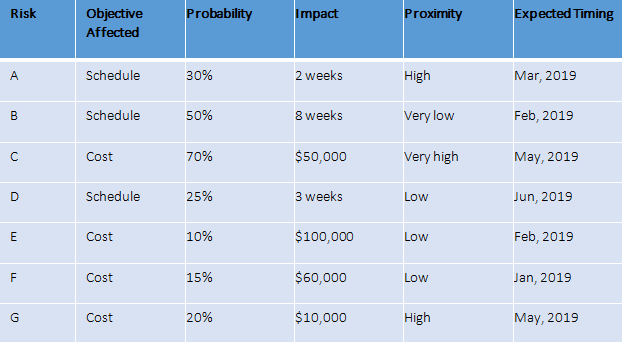 Risk Objective Affected Probability Impact Proximity Expected Timing
A Schedule 30% 2 weeks High Mar, 2019
B Schedule 50% 8 weeks Very low Feb, 2019
C Cost 70% $50,000 Very high May, 2019
D Schedule 25% 3 weeks Low Jun, 2019
E Cost 10% $100,000 Low Feb, 2019
F Cost 15% $60,000 Low Jan, 2019
G Cost 20% $10,000 High May, 2019